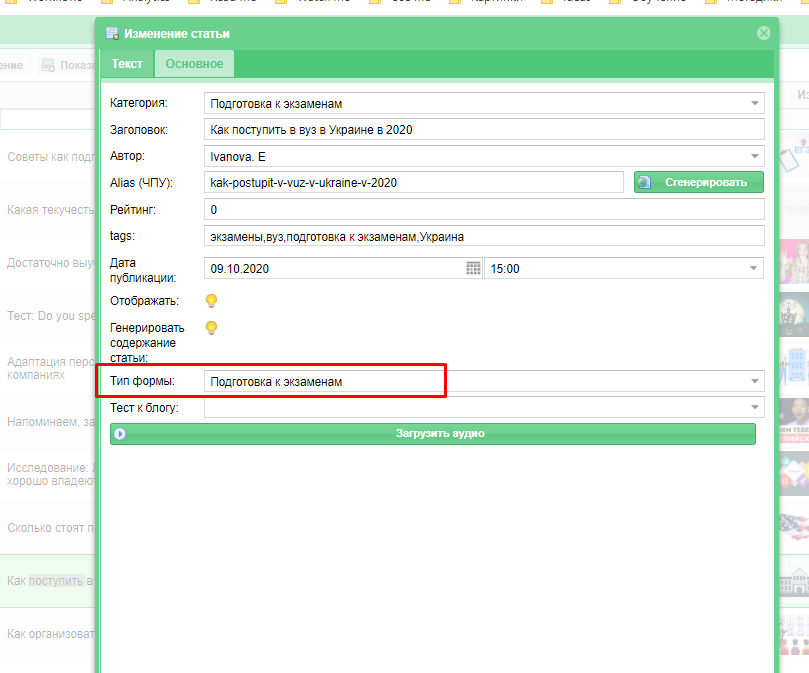 Изменение статьи
Текст
Основное
ение
Показа
Из
Категория:
Подготовка к экзаменам
Заголовок:
Как поступить в вуз в Украине в 2020
Автор:
Ivanova. E
Alias (ЧПУ):
kak-postupit-v-vuz-v-ukraine-v-2020
Сгенерировать
Рейтинг:
0
tags:
экзамены,вуз,подготовка к экзаменам,Украина
Дата
публикации:
09.10.2020
15:00
Отображать:
Генерировать
содержание
статьи:
Тип формы:
Подготовка к экзаменам
Тест к блогу:
Загрузить аудио
Советы как подг
Какая текучесть
Достаточно выуч
Тест: Do you spe
Адаптация перс
компаниях
Напоминаем, за
Исследование:
хорошо владеют
Сколько стоят п
Как поступить в
Как организоват